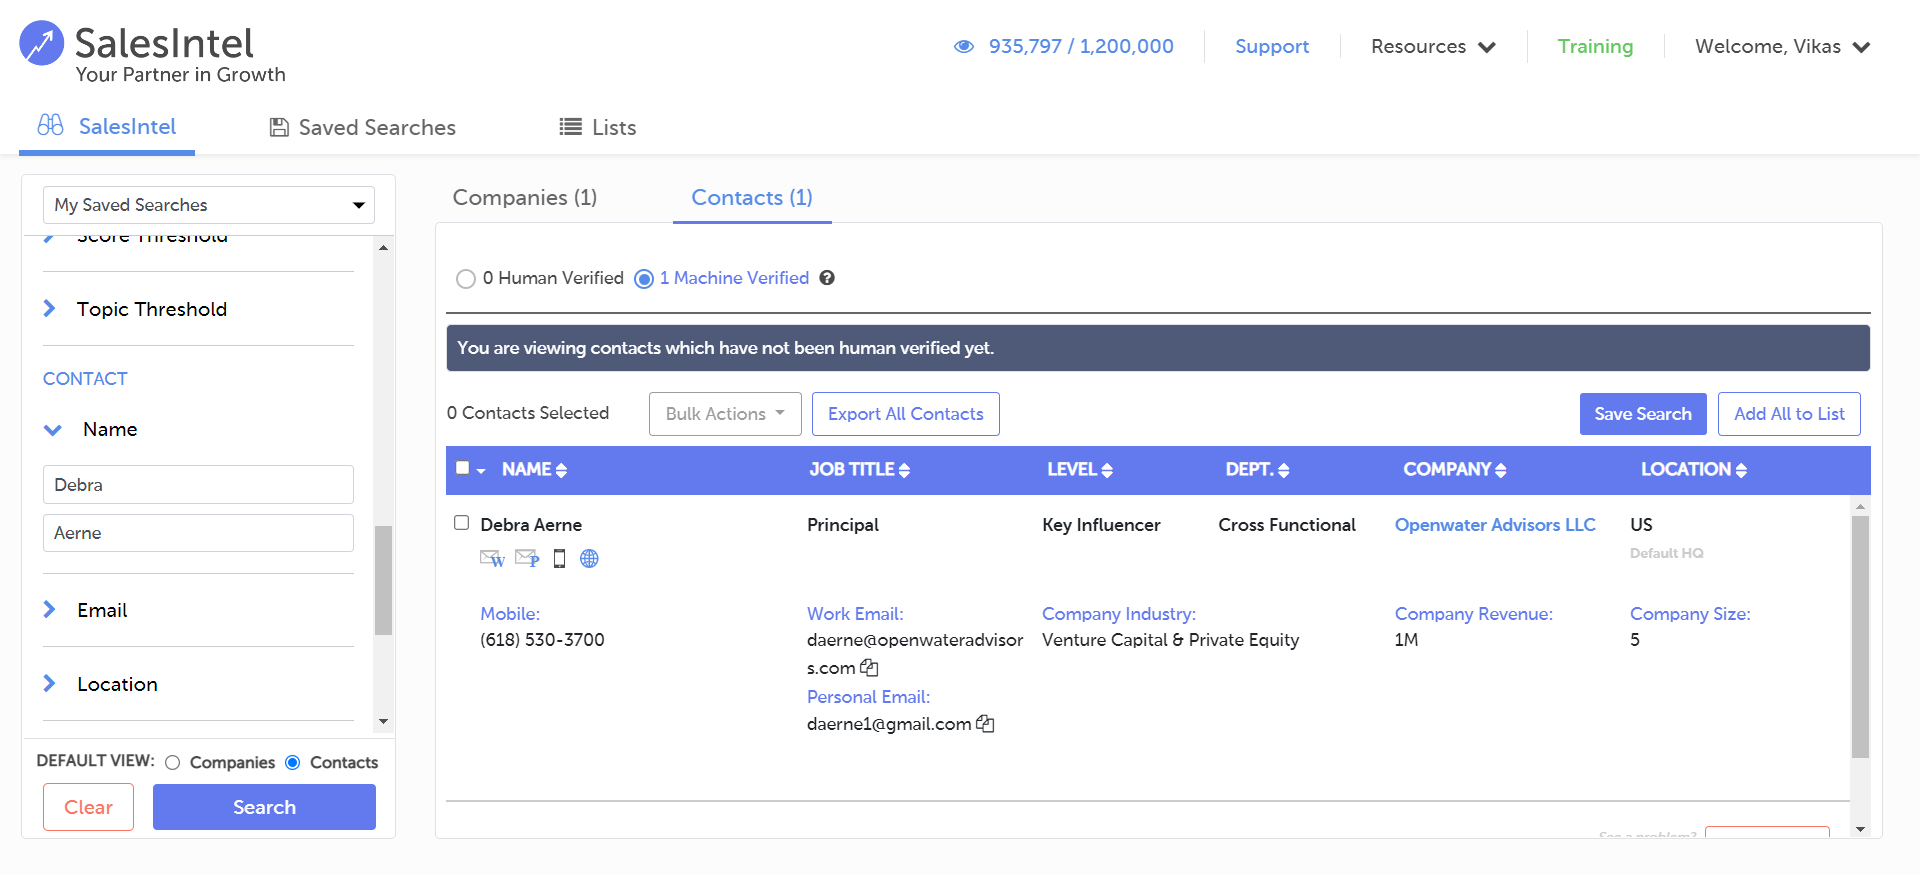 SalesIntel
Your Partner in Growth
935,797 / 1,200,000
Support
Resources
Training
Welcome, Vikas
SalesIntel
Saved Searches
Lists
My Saved Searches
Score Threshold
Topic Threshold
CONTACT
Name
Debra
Aerne
Email
Location
DEFAULT VIEW:
Companies
Contacts
Clear
Search
Companies (1)
Contacts (1)
0 Human Verified
1 Machine Verified
You are viewing contacts which have not been human verified yet.
0 Contacts Selected
Bulk Actions
Export All Contacts
Save Search
Add All to List
NAME
JOB TITLE
LEVEL
DEPT.
COMPANY
LOCATION
Debra Aerne
Principal
Key Influencer
Cross Functional
Openwater Advisors LLC
US
Default HQ
W
P
Mobile:
(618) 530-3700
Work Email:
daerne@openwateradvisor
s.com
Personal Email:
daerne1@gmail.com
Company Industry:
Venture Capital & Private Equity
Company Revenue:
1M
Company Size:
5
See a problem?